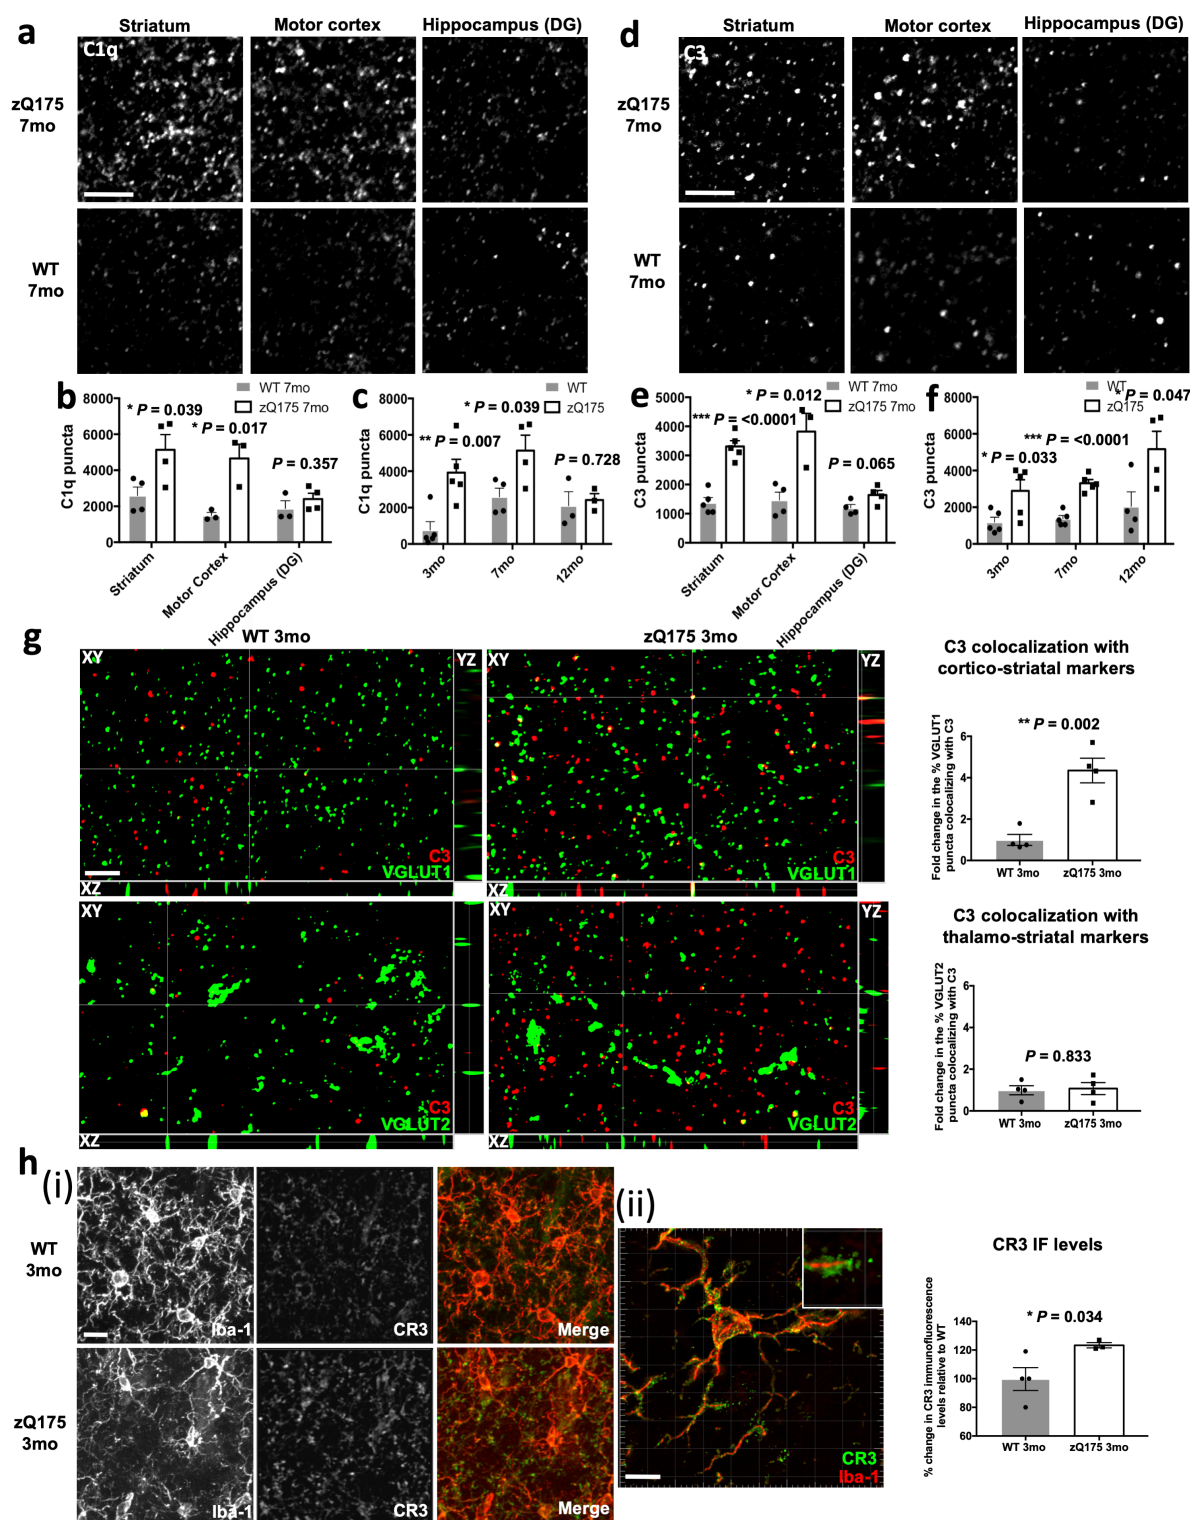 a
Striatum
Motor cortex
Hippocampus (DG)
C1q
zQ175
7mo
WT
7mo
d
Striatum
Motor cortex
Hippocampus (DG)
C3
zQ175
7mo
WT
7mo
b
WT 7mo
zQ175 7mo
C1q puncta
8000
6000
4000
2000
0
* P = 0.039
* P = 0.017
P = 0.357
Striatum
Motor Cortex
Hippocampus (DG)
c
WT
zQ175
C1q puncta
8000
6000
4000
2000
0
** P = 0.007
* P = 0.039
P = 0.728
3mo
7mo
12mo
e
WT 7mo
zQ175 7mo
C3 puncta
5000
4000
3000
2000
1000
0
*** P = <0.0001
* P = 0.012
P = 0.065
Striatum
Motor Cortex
Hippocampus (DG)
f
WT
zQ175
C3 puncta
8000
6000
4000
2000
0
* P = 0.033
*** P = <0.0001
* P = 0.047
3mo
7mo
12mo
g
WT 3mo
XY
YZ
XZ
C3
VGLUT1
zQ175 3mo
XY
YZ
XZ
C3
VGLUT1
C3 colocalization with
cortico-striatal markers
** P = 0.002
Fold change in the % VGLUT1
puncta colocalizing with C3
6
4
2
0
WT 3mo
zQ175 3mo
XY
XZ
C3
VGLUT2
XY
YZ
XZ
C3
VGLUT2
C3 colocalization with
thalamo-striatal markers
P = 0.833
Fold change in the % VGLUT2
puncta colocalizing with C3
6
4
2
0
WT 3mo
zQ175 3mo
h
(i)
WT
3mo
Iba-1
CR3
Merge
zQ175
3mo
Iba-1
CR3
Merge
(ii)
CR3
Iba-1
CR3 IF levels
* P = 0.034
% change in CR3 immunofluorescence
levels relative to WT
140
120
100
80
60
WT 3mo
zQ175 3mo